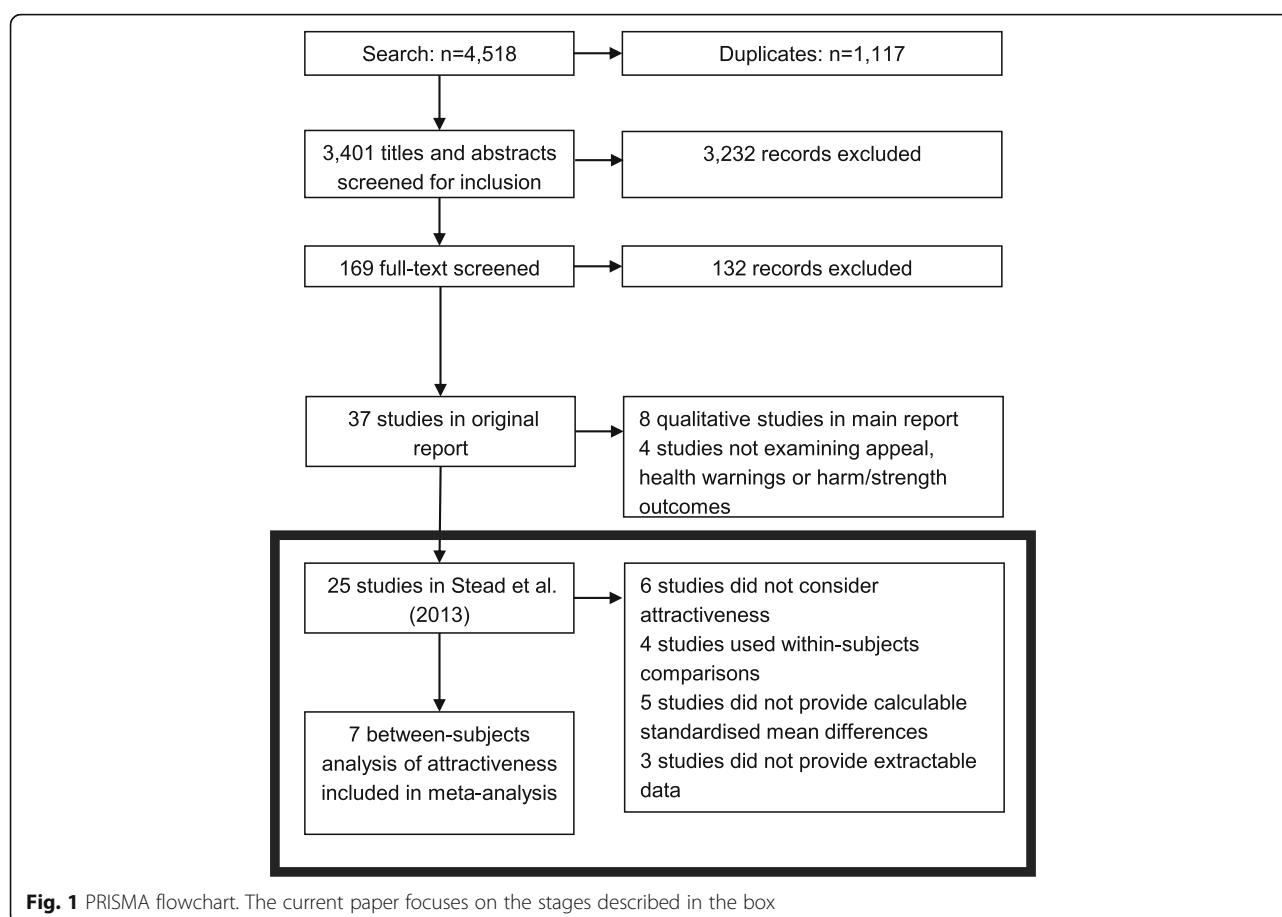 Search: n=4,518
Duplicates: n=1,117
3,401 titles and abstracts
screened for inclusion
3,232 records excluded
169 full-text screened
132 records excluded
37 studies in original
report
8 qualitative studies in main report
4 studies not examining appeal,
health warnings or harm/strength
outcomes
25 studies in Stead et al.
(2013)
6 studies did not consider
attractiveness
4 studies used within-subjects
comparisons
5 studies did not provide calculable
standardised mean differences
3 studies did not provide extractable
data
7 between-subjects
analysis of attractiveness
included in meta-analysis
Fig. 1 PRISMA flowchart. The current paper focuses on the stages described in the box